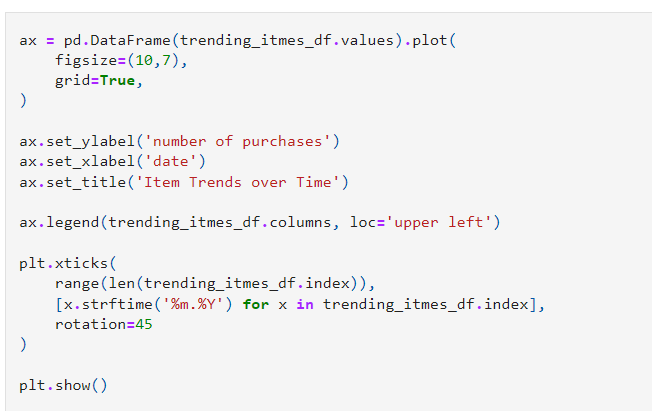 ax = pd.DataFrame(trending_itmes_df.values).plot(
    figsize=(10,7),
    grid=True,
)
ax.set_ylabel('number of purchases')
ax.set_xlabel('date')
ax.set_title('Item Trends over Time')
ax.legend(trending_itmes_df.columns, loc='upper left')
plt.xticks(
    range(len(trending_itmes_df.index)),
    [x.strftime('%m.%Y') for x in trending_itmes_df.index],
    rotation=45
)
plt.show()